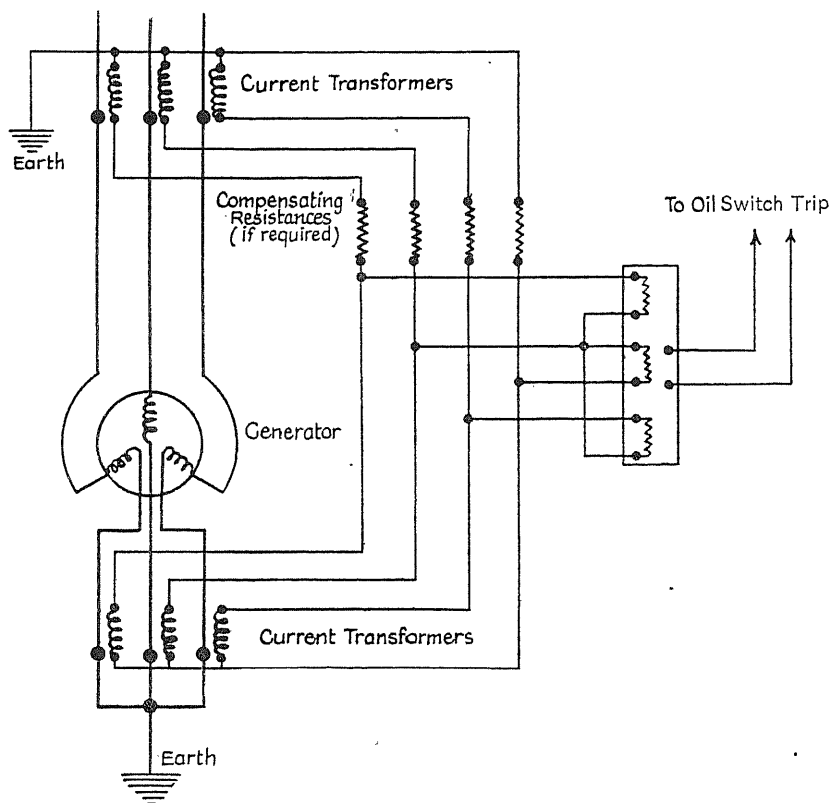 Current Transformers
Earth
Compensating
Resistances
(if required)
To Oil Switch Trip
Generator
Current Transformers
Earth